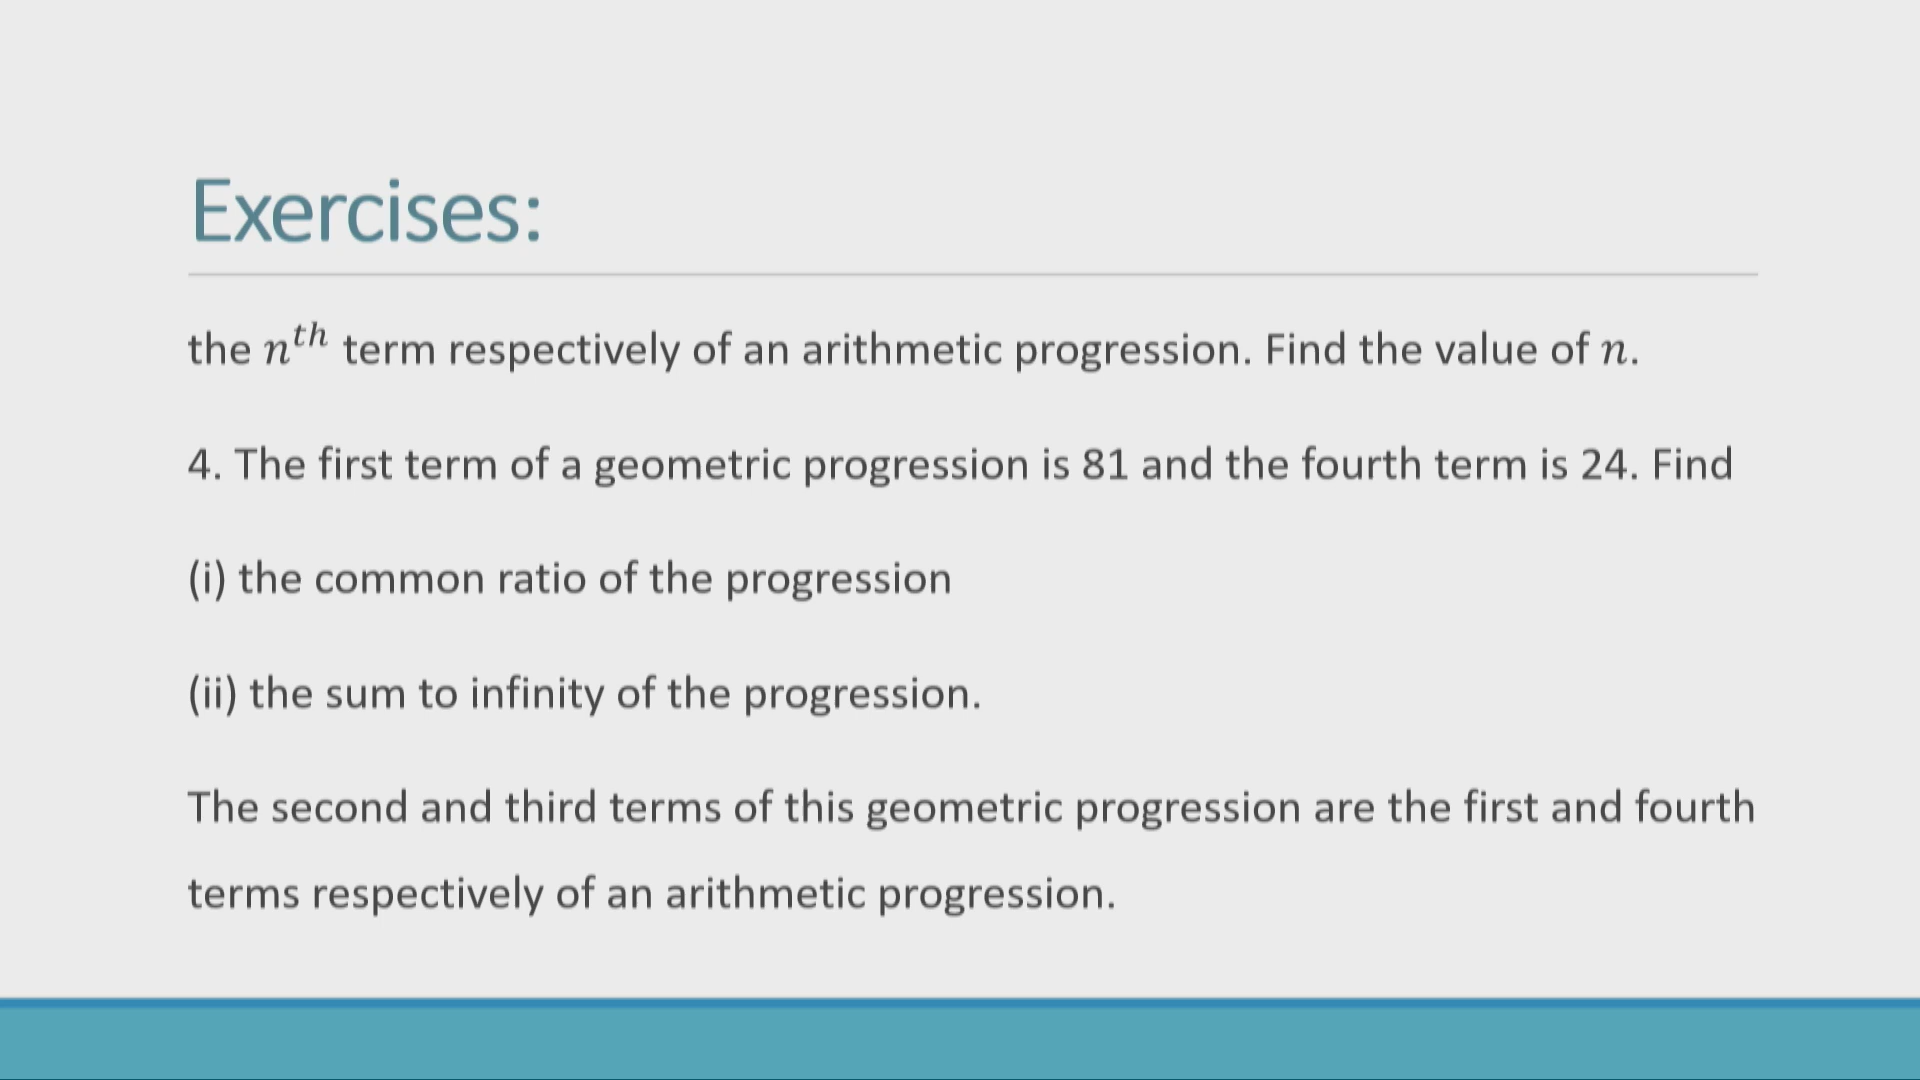 Exercises:
the n^{th} term respectively of an arithmetic progression. Find the value of n.
4. The first term of a geometric progression is 81 and the fourth term is 24. Find
(i) the common ratio of the progression
(ii) the sum to infinity of the progression.
The second and third terms of this geometric progression are the first and fourth
terms respectively of an arithmetic progression.